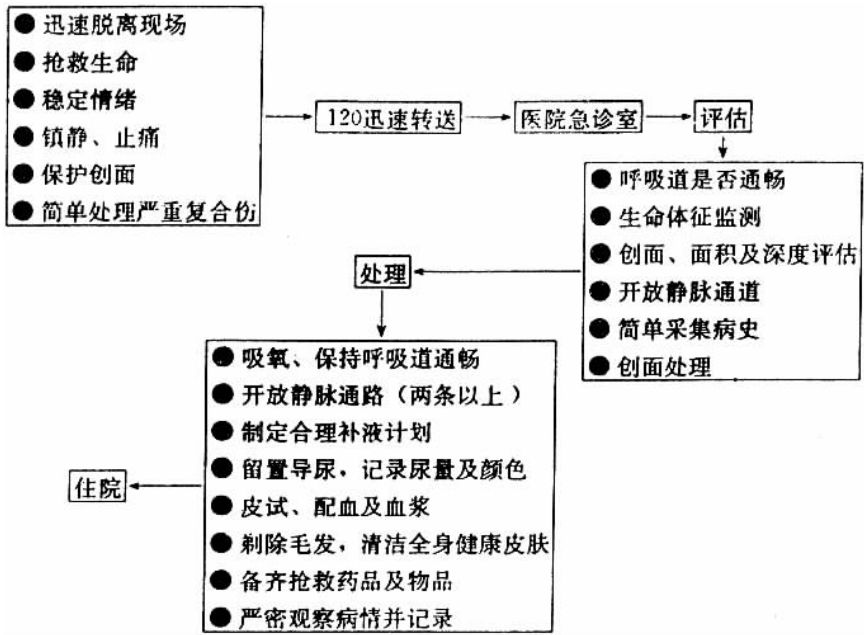 ● 迅速脱离现场
● 抢救生命
● 稳定情绪
● 镇静、止痛
● 保护创面
● 简单处理严重复合伤
120迅速转送
医院急诊室
评估
● 呼吸道是否通畅
● 生命体征监测
● 创面、面积及深度评估
● 开放静脉通道
● 简单采集病史
● 创面处理
处理
● 吸氧、保持呼吸道通畅
● 开放静脉通路（两条以上）
● 制定合理补液计划
● 留置导尿，记录尿量及颜色
● 皮试、配血及血浆
● 剃除毛发，清洁全身健康皮肤
● 备齐抢救药品及物品
● 严密观察病情并记录
住院